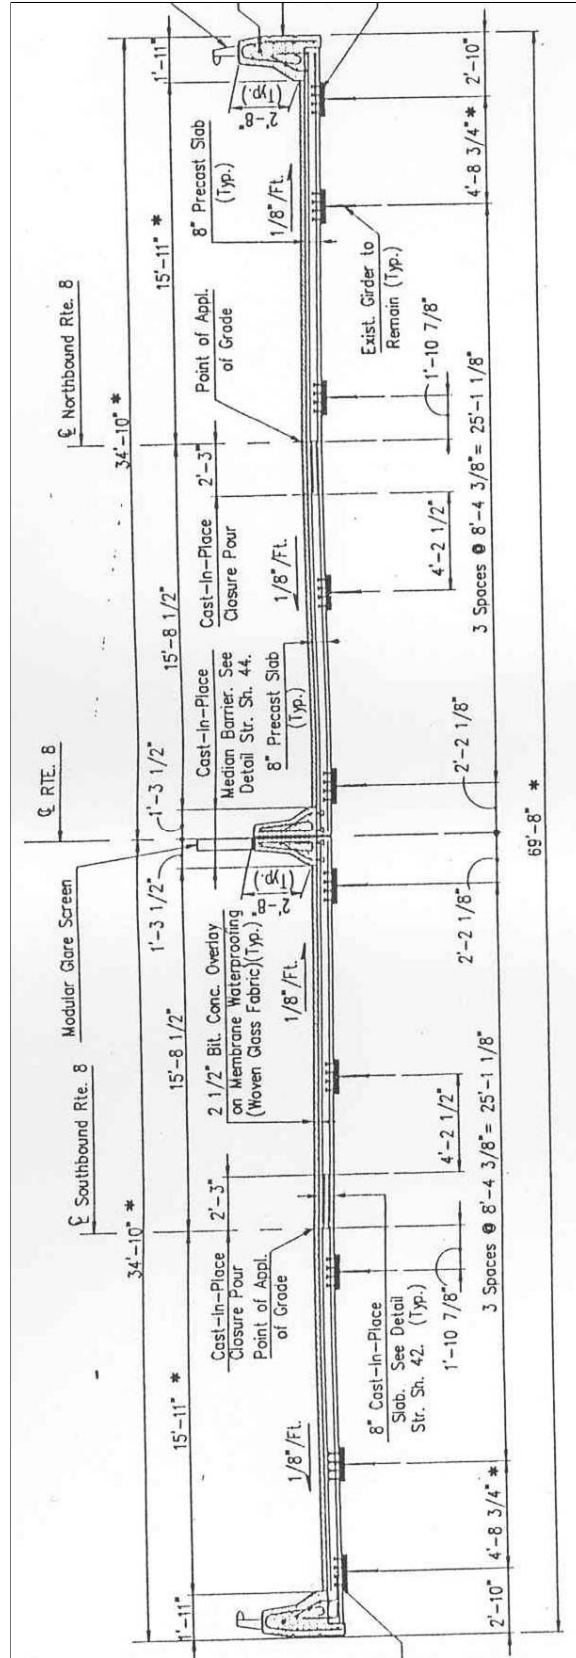 34'-10" *
34'-10" *
1'-11"
15'-11" *
15'-8 1/2"
1'-3 1/2"
1'-3 1/2"
15'-8 1/2"
15'-11" *
1'-11"
℄ Southbound Rte. 8
℄ RTE. 8
℄ Northbound Rte. 8
Modular Glare Screen
2'-3"
2'-3"
Cast-In-Place
Closure Pour
Point of Appl.
of Grade
2 1/2" Bit. Conc. Overlay
on Membrane Waterproofing
(Woven Glass Fabric)(Typ.)
2'-8"
(Typ.)
Cast-In-Place
Median Barrier. See
Detail Str. Sh. 44.
8" Precast Slab
(Typ.)
Cast-In-Place
Closure Pour
Point of Appl.
of Grade
8" Precast Slab
(Typ.)
2'-8"
(Typ.)
1/8"/Ft.
1/8"/Ft.
1/8"/Ft.
1/8"/Ft.
8" Cast-In-Place
Slab. See Detail
Str. Sh. 42. (Typ.)
1'-10 7/8"
4'-2 1/2"
2'-2 1/8"
2'-2 1/8"
4'-2 1/2"
1'-10 7/8"
Exist. Girder to
Remain (Typ.)
2'-10"
4'-8 3/4" *
3 Spaces @ 8'-4 3/8"= 25'-1 1/8"
3 Spaces @ 8'-4 3/8"= 25'-1 1/8"
4'-8 3/4" *
2'-10"
69'-8" *